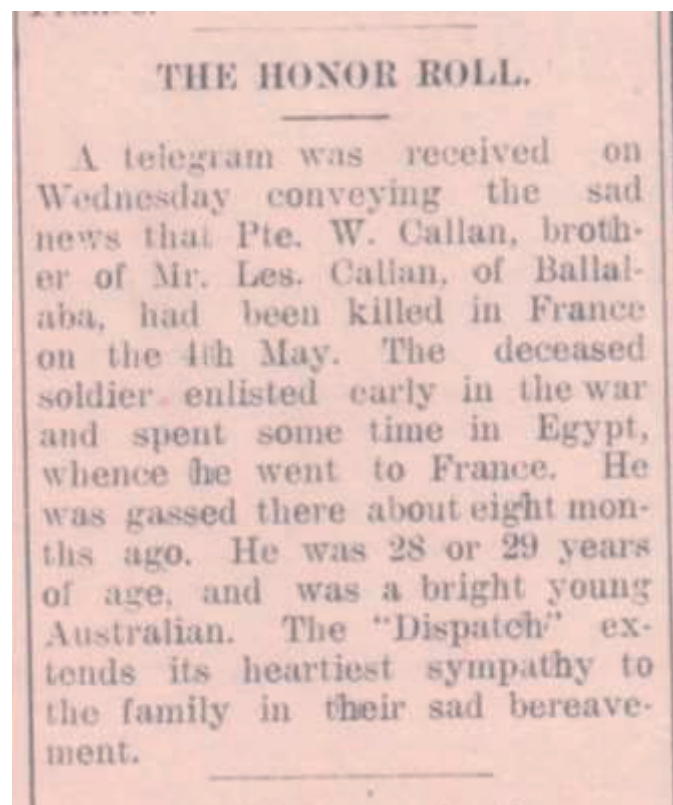 THE HONOR ROLL.
A telegram was received on
Wednesday conveying the sad
news that Pte. W. Callan, broth-
er of Mr. Les. Callan, of Ballal-
aba, had been killed in France
on the 4th May. The deceased
soldier enlisted early in the war
and spent some time in Egypt,
whence he went to France. He
was gassed there about eight mon-
ths ago. He was 28 or 29 years
of age, and was a bright young
Australian. The "Dispatch" ex-
tends its heartiest sympathy to
the family in their sad bereave-
ment.